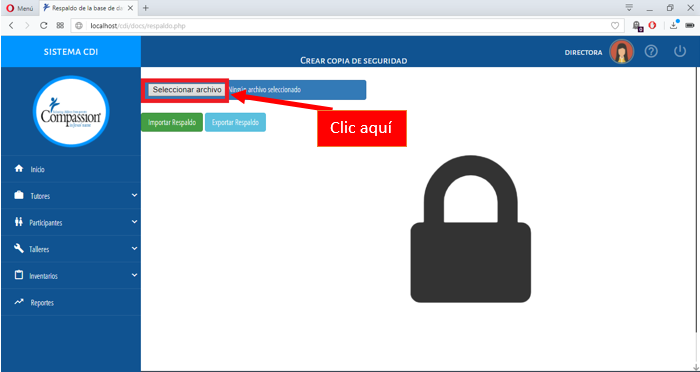 Menú
Respaldo de la base de da
localhost/cdi/docs/respaldo.php
SISTEMA CDI
CREAR COPIA DE SEGURIDAD
DIRECTORA
Compassion
Seleccionar archivo
archivo seleccionado
Importar Respaldo
Exportar Respaldo
Clic aquí
Inicio
Tutores
Participantes
Talleres
Inventarios
Reportes